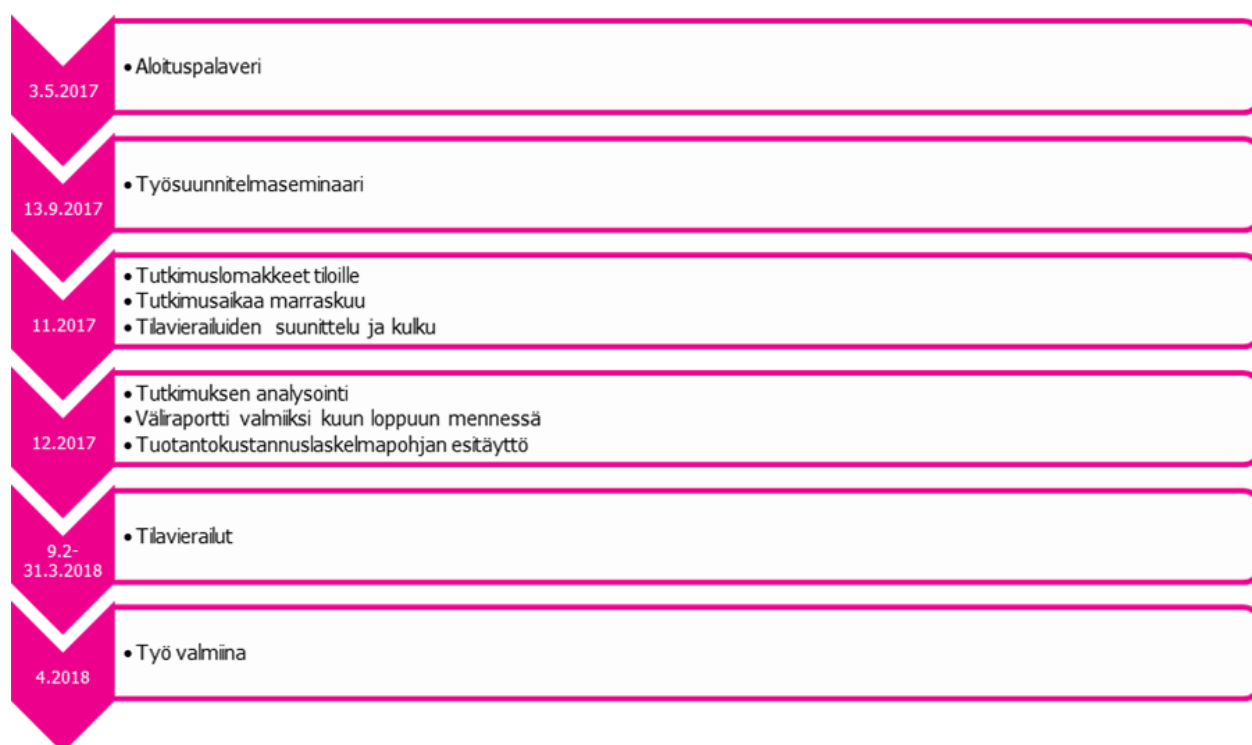 3.5.2017
• Aloituspalaveri
13.9.2017
• Työsuunnitelmaseminaari
11.2017
• Tutkimuslomakkeet tiloille
• Tutkimusaikaa marraskuu
• Tilavierailuiden suunittelu ja kulku
12.2017
• Tutkimuksen analysointi
• Väliraportti valmiiksi kuun loppuun mennessä
• Tuotantokustannuslaskelmapohjan esitäyttö
9.2-
31.3.2018
• Tilavierailut
4.2018
• Työ valmiina